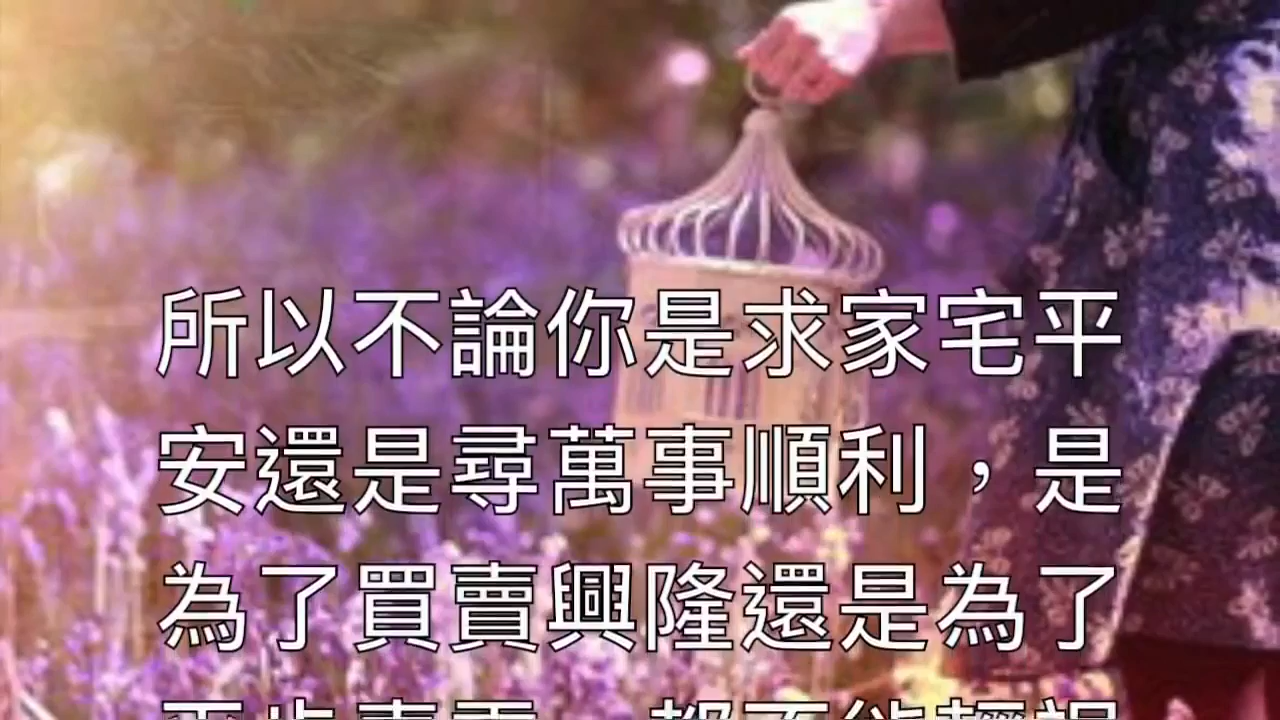 所以不論你是求家宅平
安還是尋萬事順利，是
為了買賣興隆還是為了